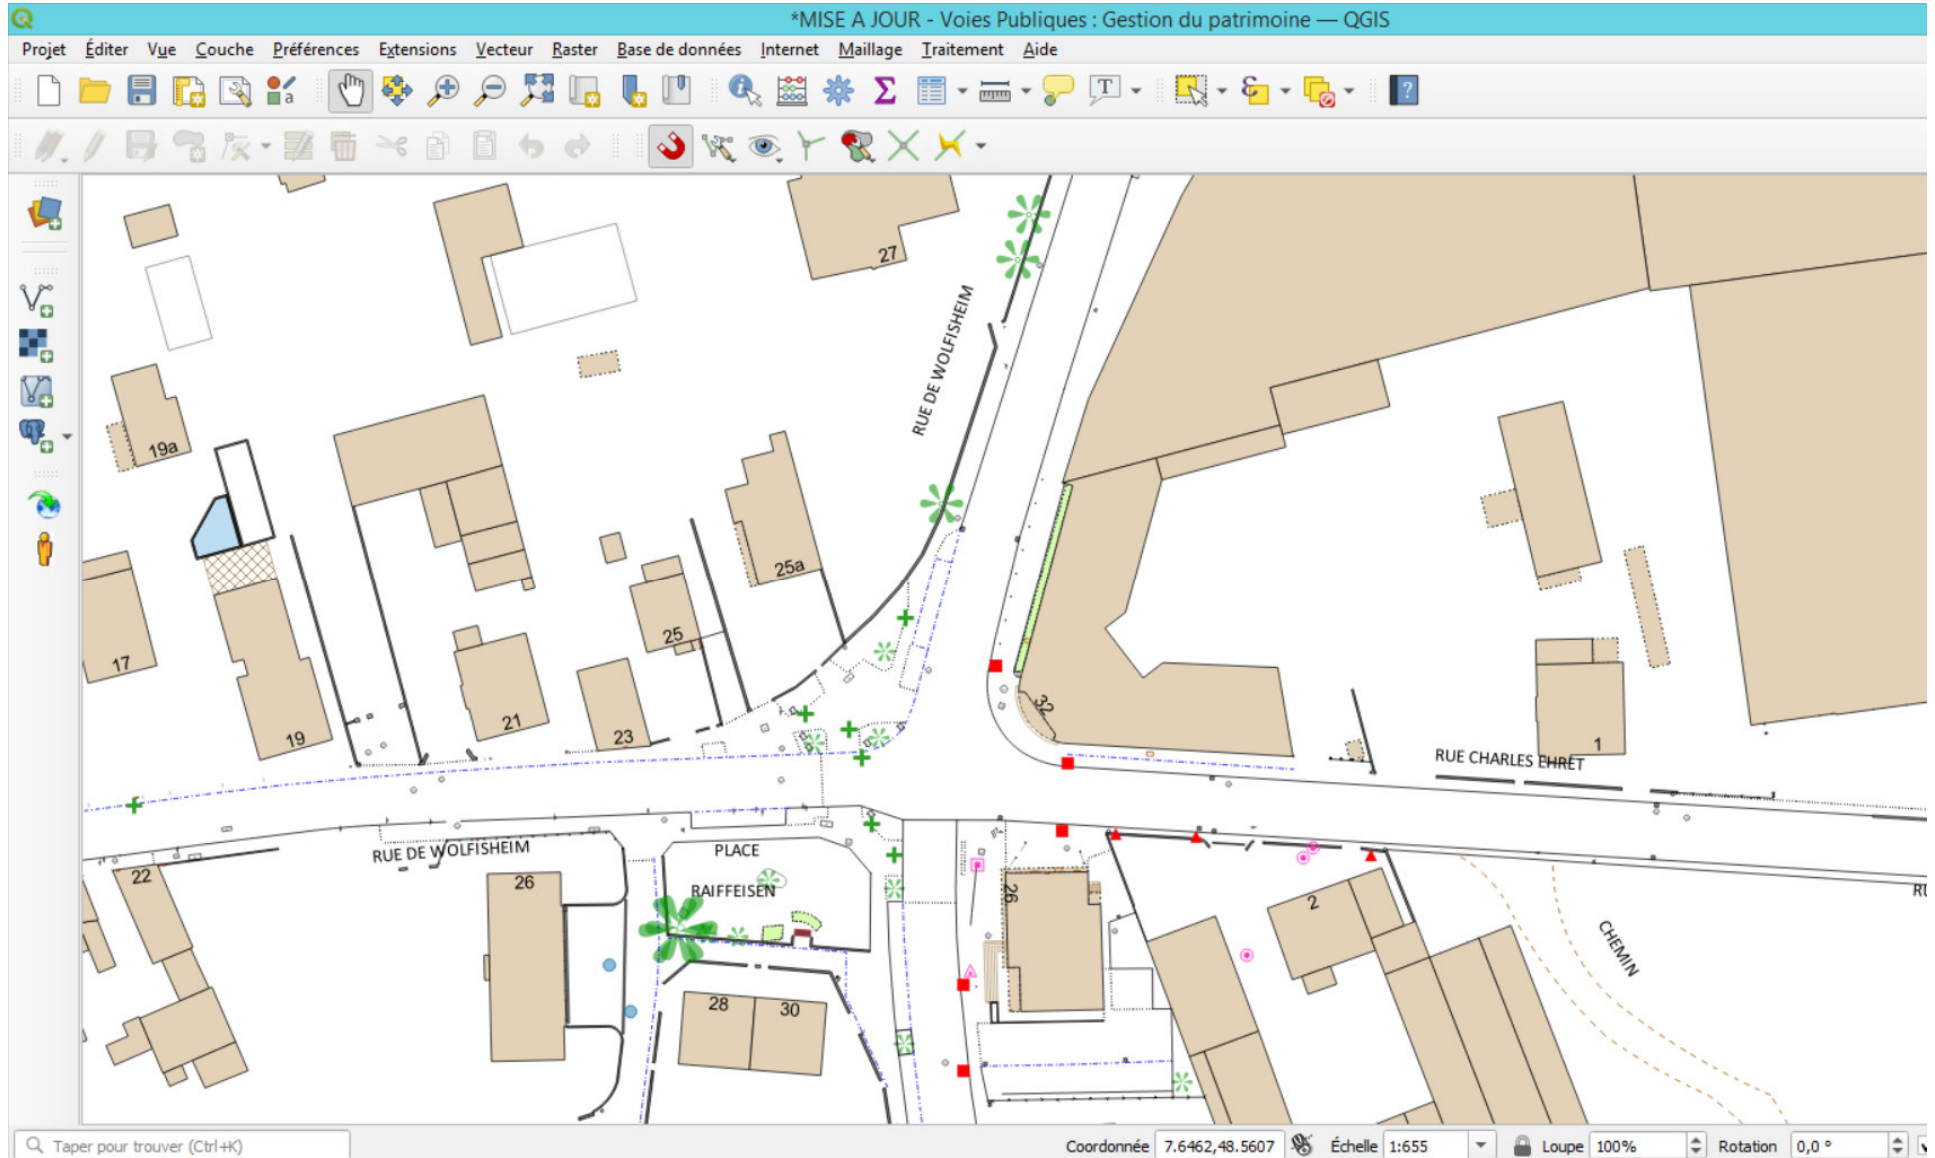 *MISE A JOUR - Voies Publiques : Gestion du patrimoine — QGIS
Projet Éditer Vue Couche Préférences Extensions Vecteur Raster Base de données Internet Maillage Traitement Aide
a
T
?
27
RUE DE WOLFISHEIM
19a
25a
17
25
19
21
23
32
1
RUE CHARLES EHRET
RUE DE WOLFISHEIM
PLACE
RAIFFEISEN
22
26
26
2
RU
CHEMIN
28
30
Taper pour trouver (Ctrl+K)
Coordonnée 7.6462,48.5607 Échelle 1:655 Loupe 100% Rotation 0,0 °